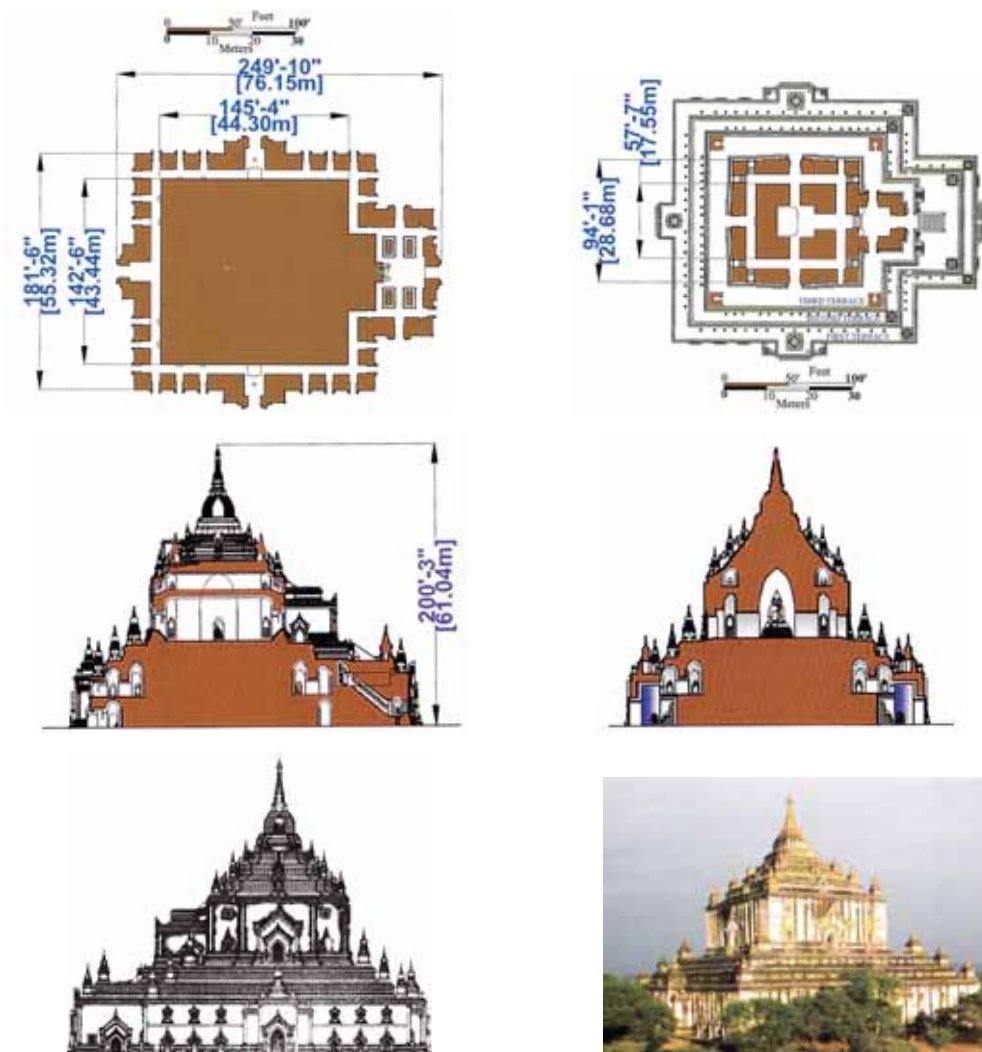 Feet
0 50' 100'
0 10 20 30
Meters
249'-10"
[76.15m]
145'-4"
[44.30m]
181'-6"
[55.32m]
142'-6"
[43.44m]
57'-7"
[17.55m]
94'-1"
[28.68m]
THIRD TERRACE
FIRST TERRACE
Feet
0 50' 100'
0 10 20 30
Meters
200'-3"
[61.04m]